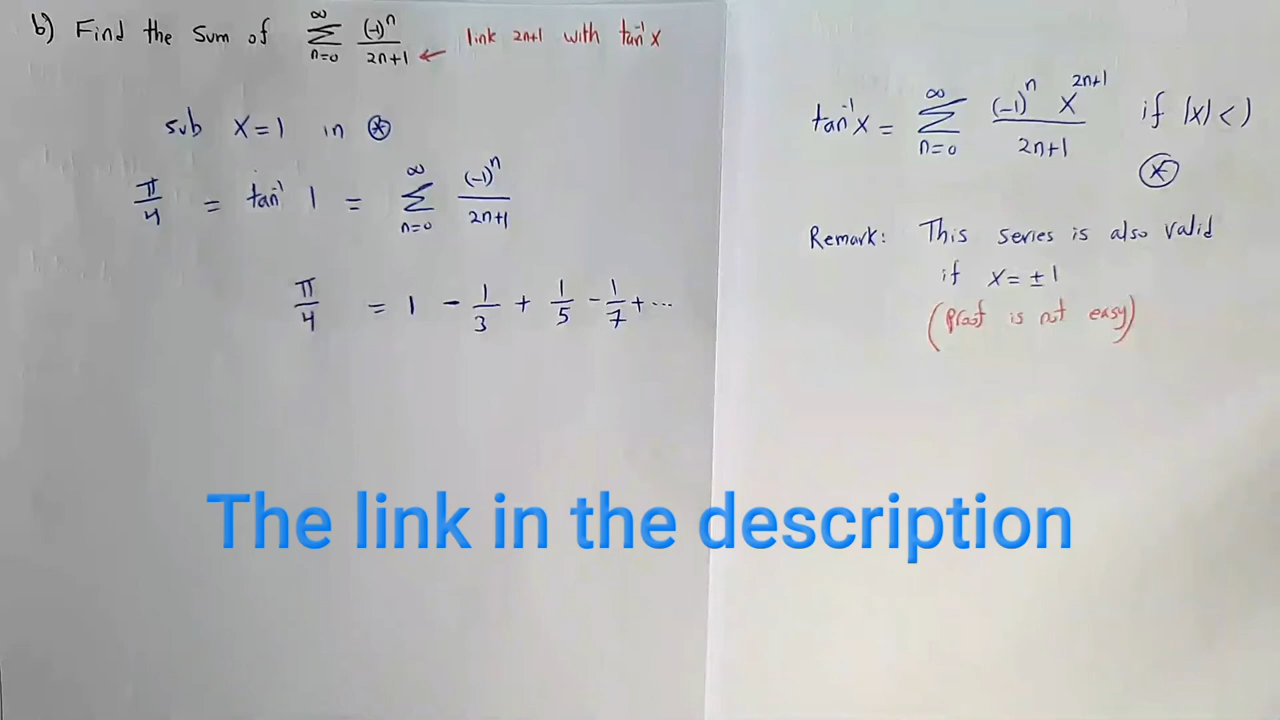 b) Find the sum of ∞ Σ n=0 (-1)^n / 2n+1 ← link 2n+1 with tan⁻¹x
sub x=1 in ⊛
π/4 = tan⁻¹ 1 = ∞ Σ n=0 (-1)^n / 2n+1
π/4 = 1 - 1/3 + 1/5 - 1/7 + ...
tan⁻¹x = ∞ Σ n=0 (-1)^n x^2n+1 / 2n+1 if |x| < )
⊛
Remark: This series is also valid
if x = ± 1
(proof is not easy)
The link in the description